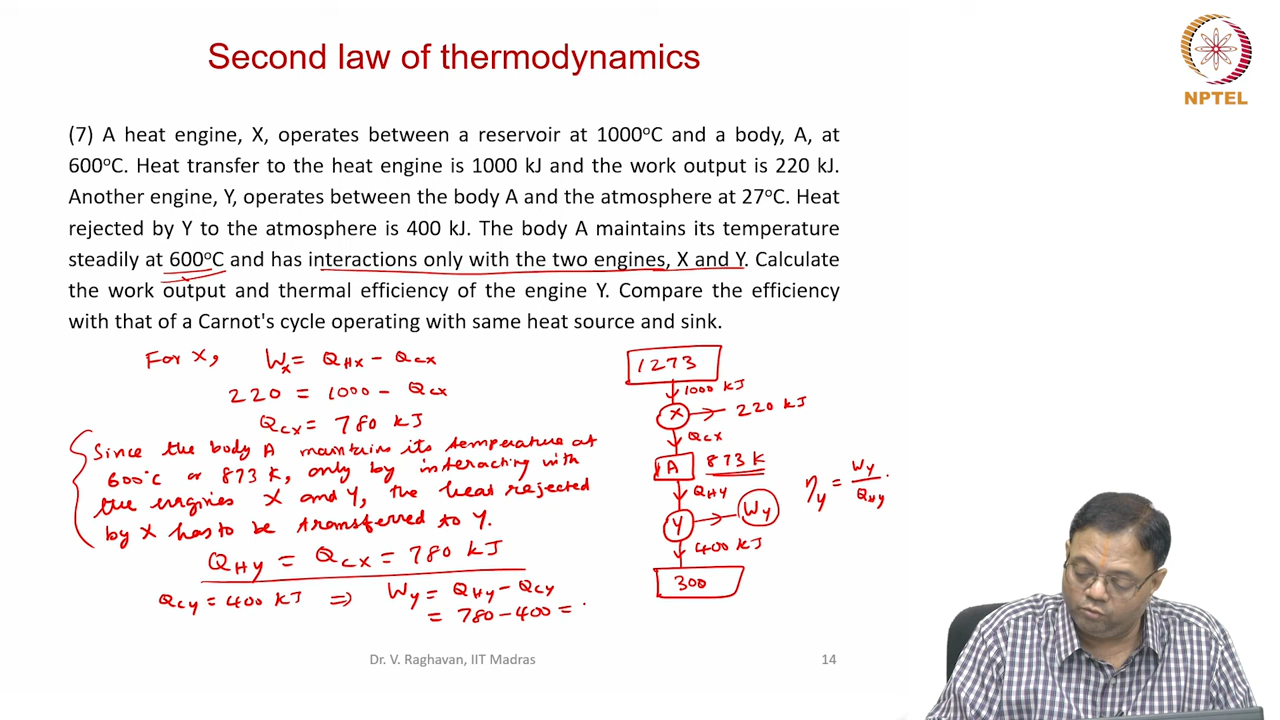 Second law of thermodynamics
NPTEL
(7) A heat engine, X, operates between a reservoir at 1000°C and a body, A, at
600°C. Heat transfer to the heat engine is 1000 kJ and the work output is 220 kJ.
Another engine, Y, operates between the body A and the atmosphere at 27°C. Heat
rejected by Y to the atmosphere is 400 kJ. The body A maintains its temperature
steadily at 600°C and has interactions only with the two engines, X and Y. Calculate
the work output and thermal efficiency of the engine Y. Compare the efficiency
with that of a Carnot's cycle operating with same heat source and sink.
For X, Wx = QHX - QCX
220 = 1000 - QCX
QCX = 780 kJ
Since the body A maintains its temperature at
600°C or 873 K, only by interacting with
the engines X and Y, the heat rejected
by X has to be transferred to Y.
QHY = QCX = 780 kJ
QCY = 400 kJ ⇒ WY = QHY - QCY
= 780 - 400 =
1273
1000 kJ
X 220 kJ
QCX
A 873 K
QHY
Y WY
400 kJ
300
ηY = WY / QHY
Dr. V. Raghavan, IIT Madras
14